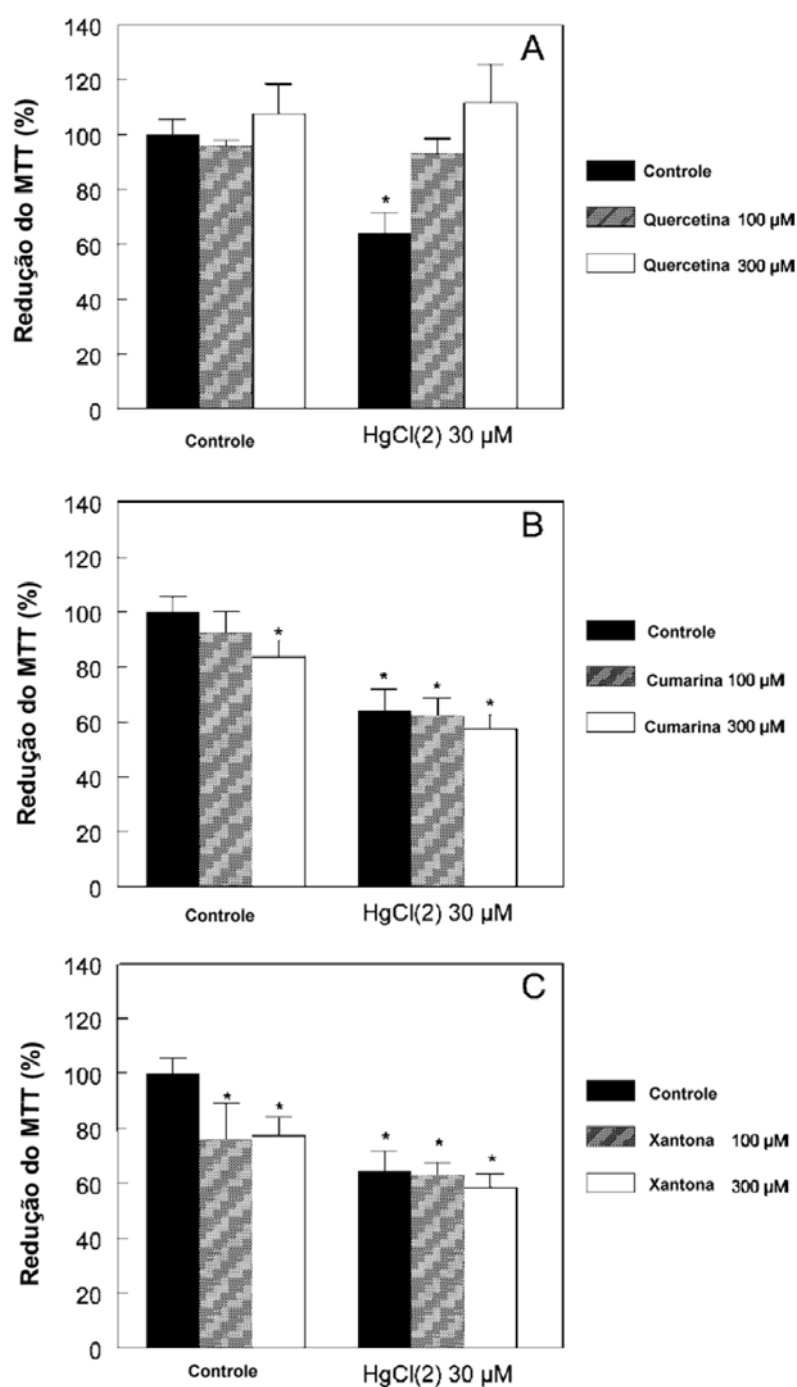 A
Redução do MTT (%)
140
120
100
80
60
40
20
0
*
Controle
HgCl(2) 30 µM
Controle
Quercetina 100 µM
Quercetina 300 µM
B
Redução do MTT (%)
140
120
100
80
60
40
20
0
*
*
*
*
Controle
HgCl(2) 30 µM
Controle
Cumarina 100 µM
Cumarina 300 µM
C
Redução do MTT (%)
140
120
100
80
60
40
20
0
*
*
*
*
*
Controle
HgCl(2) 30 µM
Controle
Xantona 100 µM
Xantona 300 µM